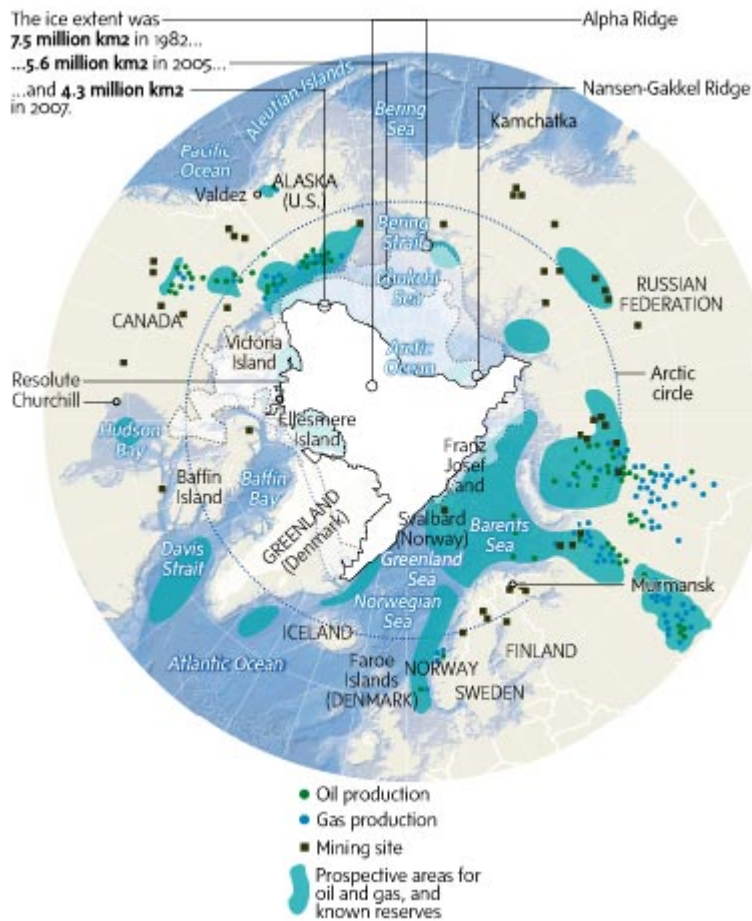 The ice extent was
7.5 million km2 in 1982...
...5.6 million km2 in 2005...
...and 4.3 million km2
in 2007.
Alpha Ridge
Nansen-Gakkel Ridge
Aleutian Islands
Bering
Sea
Kamchatka
Pacific
Ocean
Valdez
ALASKA
(U.S.)
Bering
Strait
Chukchi
Sea
RUSSIAN
FEDERATION
CANADA
Victoria
Island
Arctic
Ocean
Arctic
circle
Resolute
Churchill
Ellesmere
Island
Hudson
Bay
Franz
Josef
Land
Baffin
Island
Baffin
Bay
GREENLAND
(Denmark)
Svalbard
(Norway)
Barents
Sea
Greenland
Sea
Davis
Strait
Norwegian
Sea
Murmansk
ICELAND
FINLAND
Atlantic Ocean
Faroe
Islands
(DENMARK)
NORWAY
SWEDEN
Oil production
Gas production
Mining site
Prospective areas for
oil and gas, and
known reserves